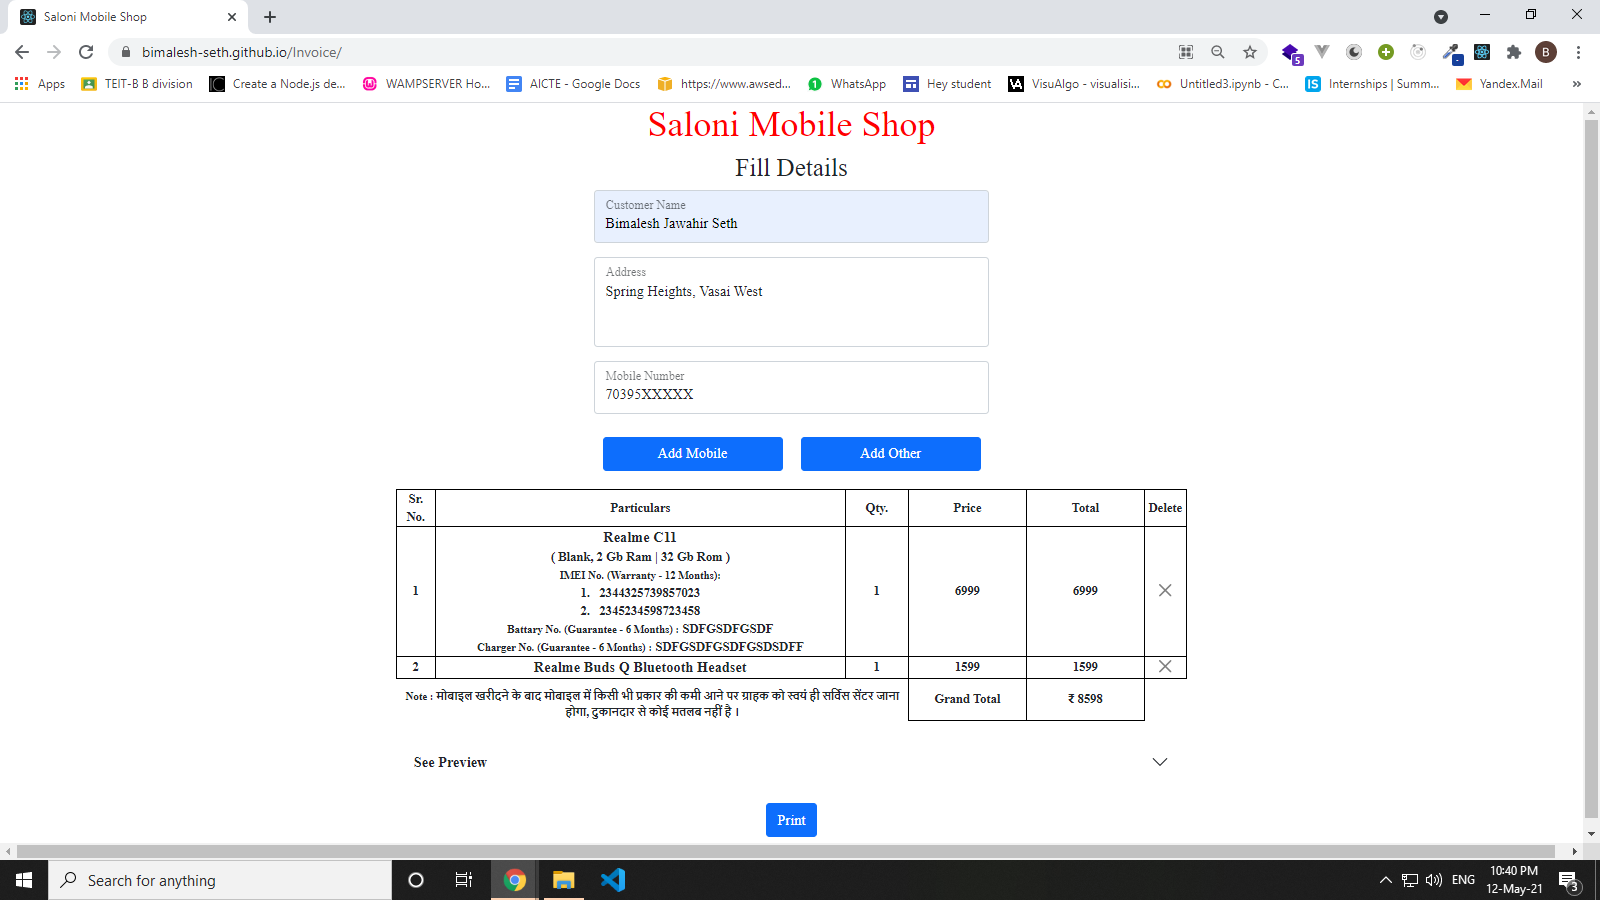 Saloni Mobile Shop
bimalesh-seth.github.io/Invoice/
B
5
Apps
TEIT-B B division
Create a Node.js de...
WAMPSERVER Ho...
AICTE - Google Docs
https://www.awsed...
WhatsApp
Hey student
VisuAlgo - visualisi...
Untitled3.ipynb - C...
Internships | Summ...
Yandex.Mail
Saloni Mobile Shop
Fill Details
Customer Name
Bimalesh Jawahir Seth
Address
Spring Heights, Vasai West
Mobile Number
70395XXXXX
Add Mobile
Add Other
Sr. No. Particulars Qty. Price Total Delete
Realme C11
( Blank, 2 Gb Ram | 32 Gb Rom )
IMEI No. (Warranty - 12 Months):
1 1 6999 6999
1. 2344325739857023
2. 2345234598723458
Battary No. (Guarantee - 6 Months) : SDFGSDFGSDF
Charger No. (Guarantee - 6 Months) : SDFGSDFGSDFGSDSDFF
2 Realme Buds Q Bluetooth Headset 1 1599 1599
Note : मोबाइल खरीदने के बाद मोबाइल में किसी भी प्रकार की कमी आने पर ग्राहक को स्वयं ही सर्विस सेंटर जाना
होगा, दुकानदार से कोई मतलब नहीं है ।
Grand Total ₹ 8598
See Preview
Print
Search for anything
ENG
10:40 PM
12-May-21
3